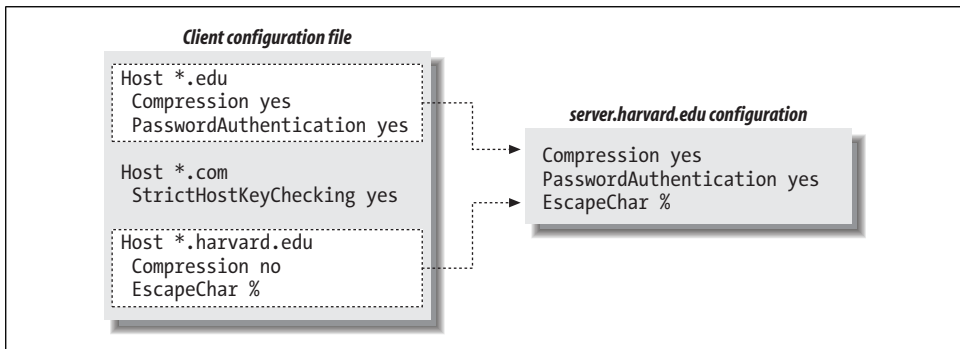 Client configuration file
Host *.edu
Compression yes
PasswordAuthentication yes
Host *.com
StrictHostKeyChecking yes
Host *.harvard.edu
Compression no
EscapeChar %
server.harvard.edu configuration
Compression yes
PasswordAuthentication yes
EscapeChar %